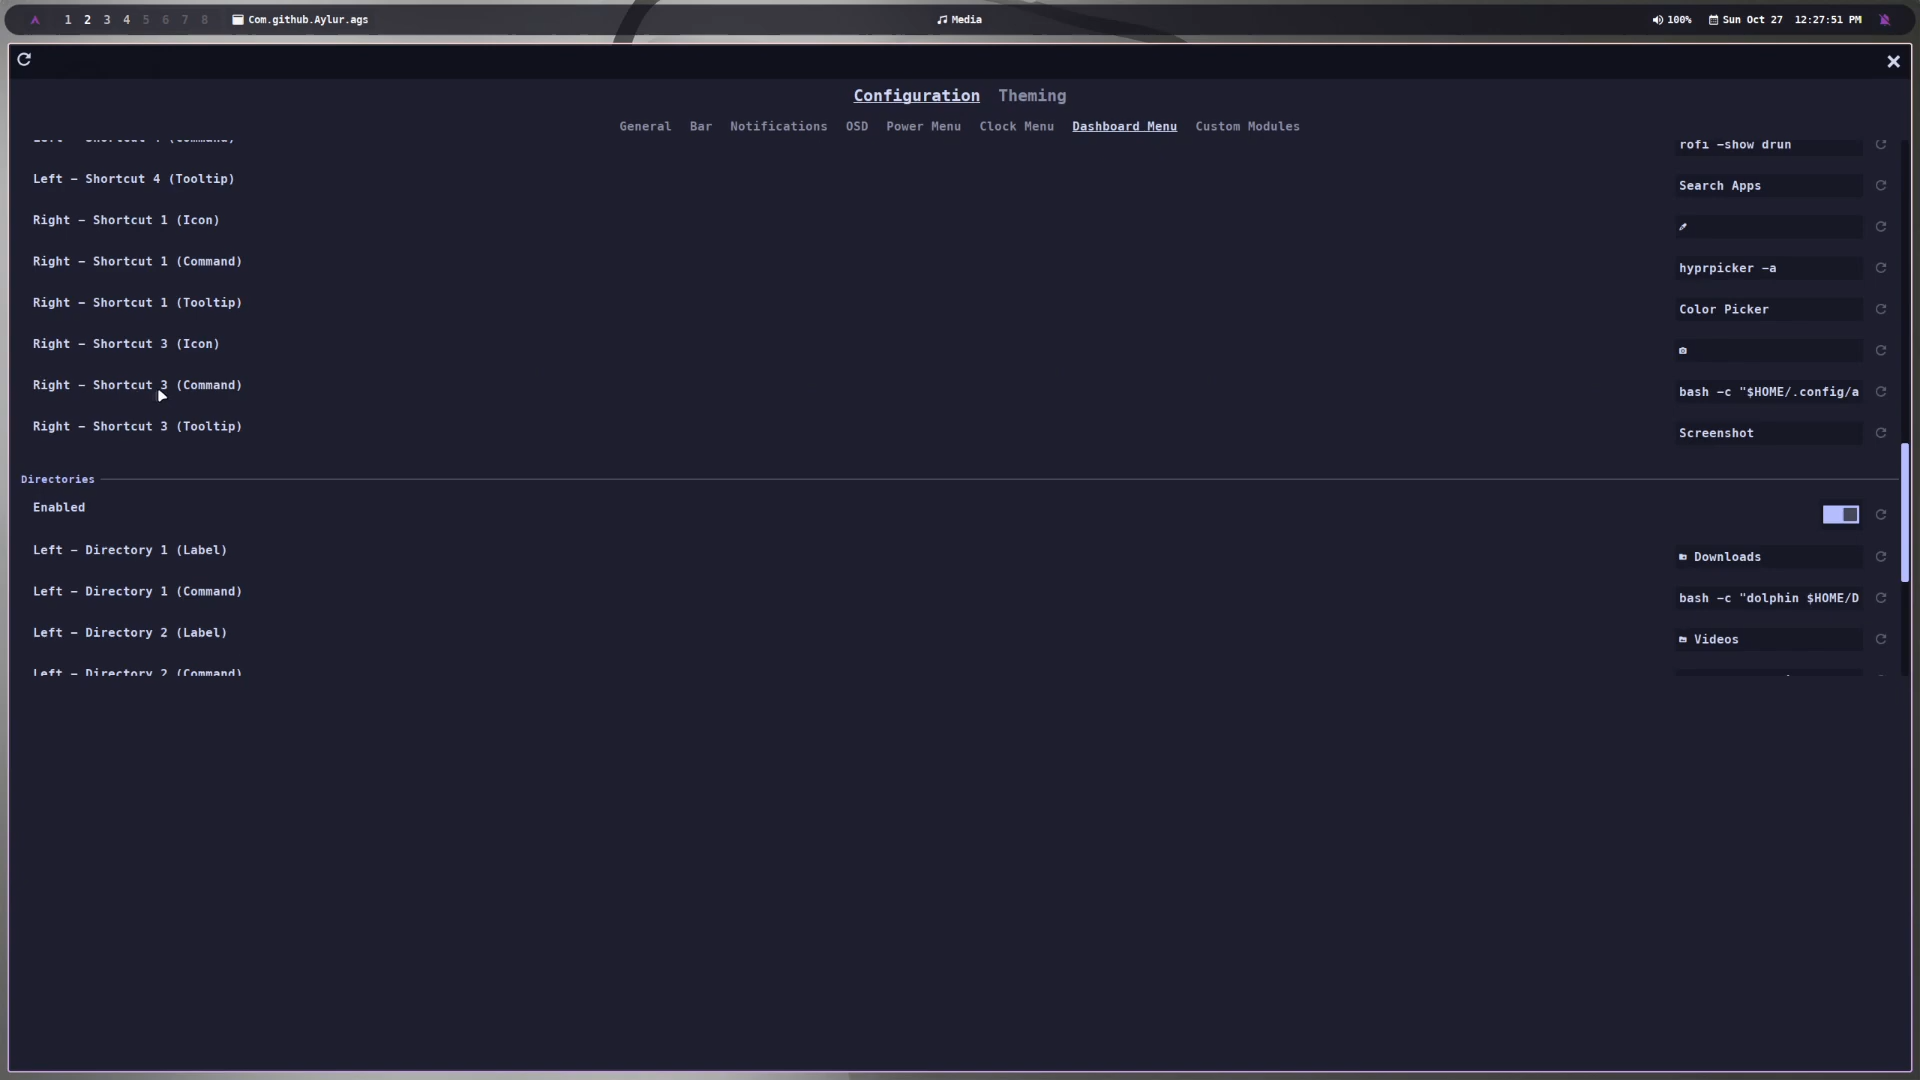 1 2 3 4 5 6 7 8 Com.github.Aylur.ags Media 100% Sun Oct 27 12:27:51 PM
Configuration Theming
General Bar Notifications OSD Power Menu Clock Menu Dashboard Menu Custom Modules
Left - Shortcut 4 (Command) rofi -show drun
Left - Shortcut 4 (Tooltip) Search Apps
Right - Shortcut 1 (Icon)
Right - Shortcut 1 (Command) hyprpicker -a
Right - Shortcut 1 (Tooltip) Color Picker
Right - Shortcut 3 (Icon)
Right - Shortcut 3 (Command) bash -c "$HOME/.config/a
Right - Shortcut 3 (Tooltip) Screenshot
Directories
Enabled
Left - Directory 1 (Label) Downloads
Left - Directory 1 (Command) bash -c "dolphin $HOME/D
Left - Directory 2 (Label) Videos
Left - Directory 2 (Command)